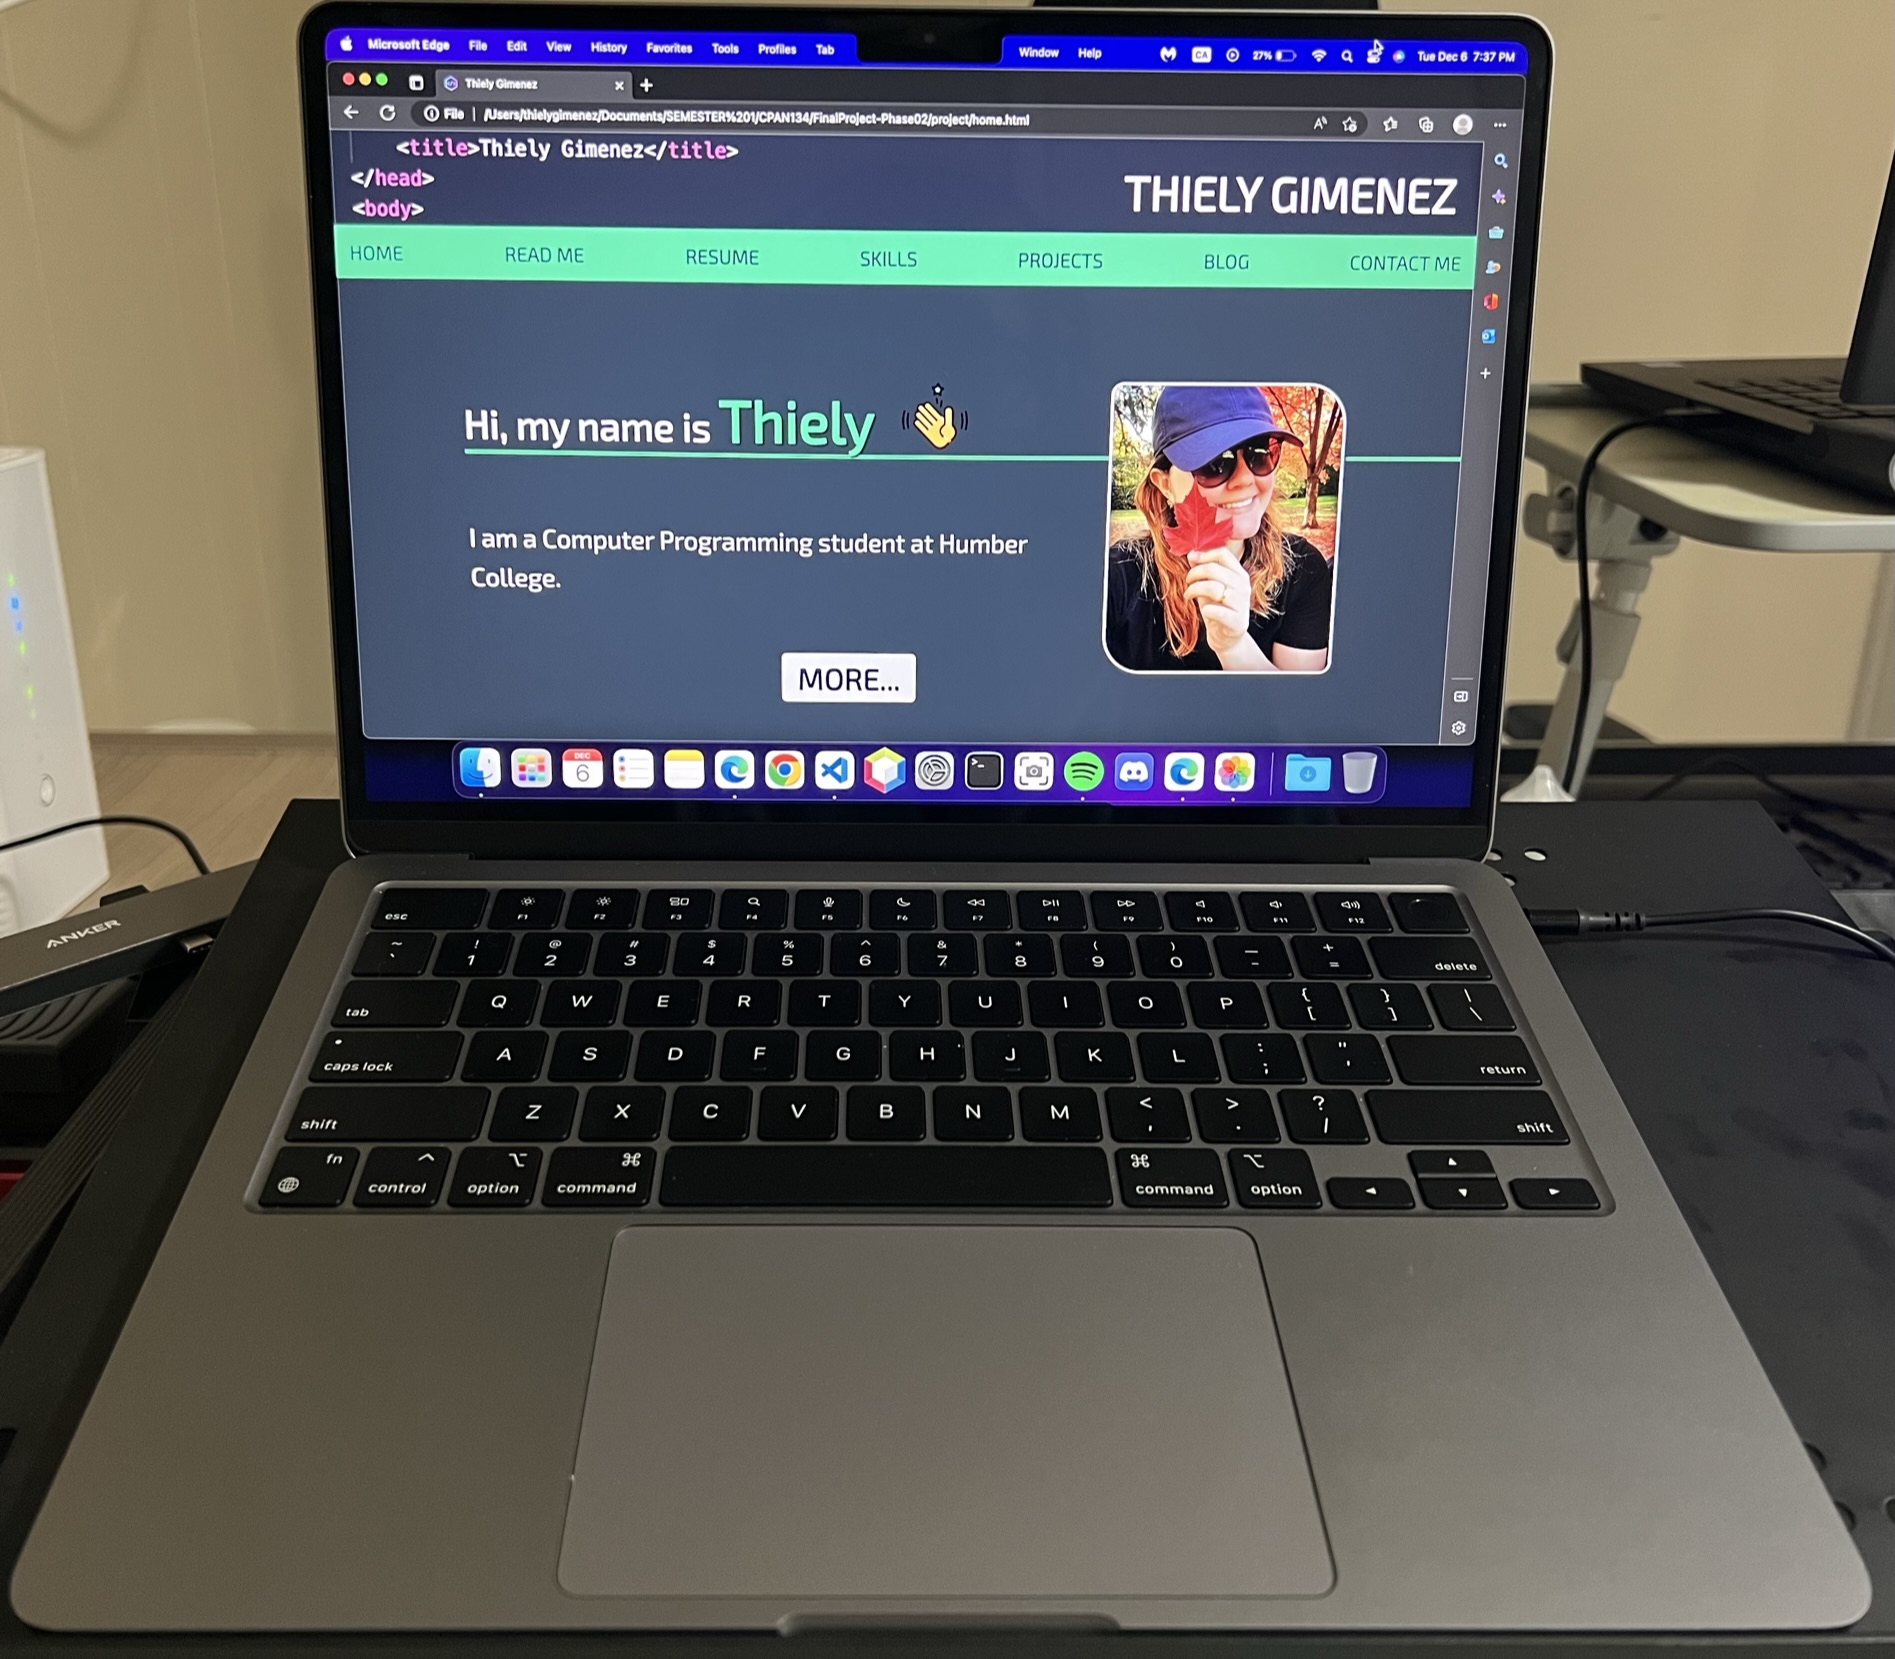 Microsoft Edge File Edit View History Favorites Tools Profiles Tab Window Help CA 27% Tue Dec 6 7:37 PM
Thiely Gimenez
File | /Users/thielygimenez/Documents/SEMESTER%201/CPAN134/FinalProject-Phase02/project/home.html
<title>Thiely Gimenez</title>
</head>
<body>
THIELY GIMENEZ
HOME READ ME RESUME SKILLS PROJECTS BLOG CONTACT ME
Hi, my name is Thiely
I am a Computer Programming student at Humber
College.
MORE...
DEC
6
ANKER
esc F1 F2 F3 F4 F5 F6 F7 F8 F9 F10 F11 F12
~ ! @ # $ % ^ & * ( ) _ +
` 1 2 3 4 5 6 7 8 9 0 - = delete
tab Q W E R T Y U I O P { [ } ] | \
caps lock A S D F G H J K L : ; " ' return
shift Z X C V B N M < , > . ? / shift
fn control option command command option